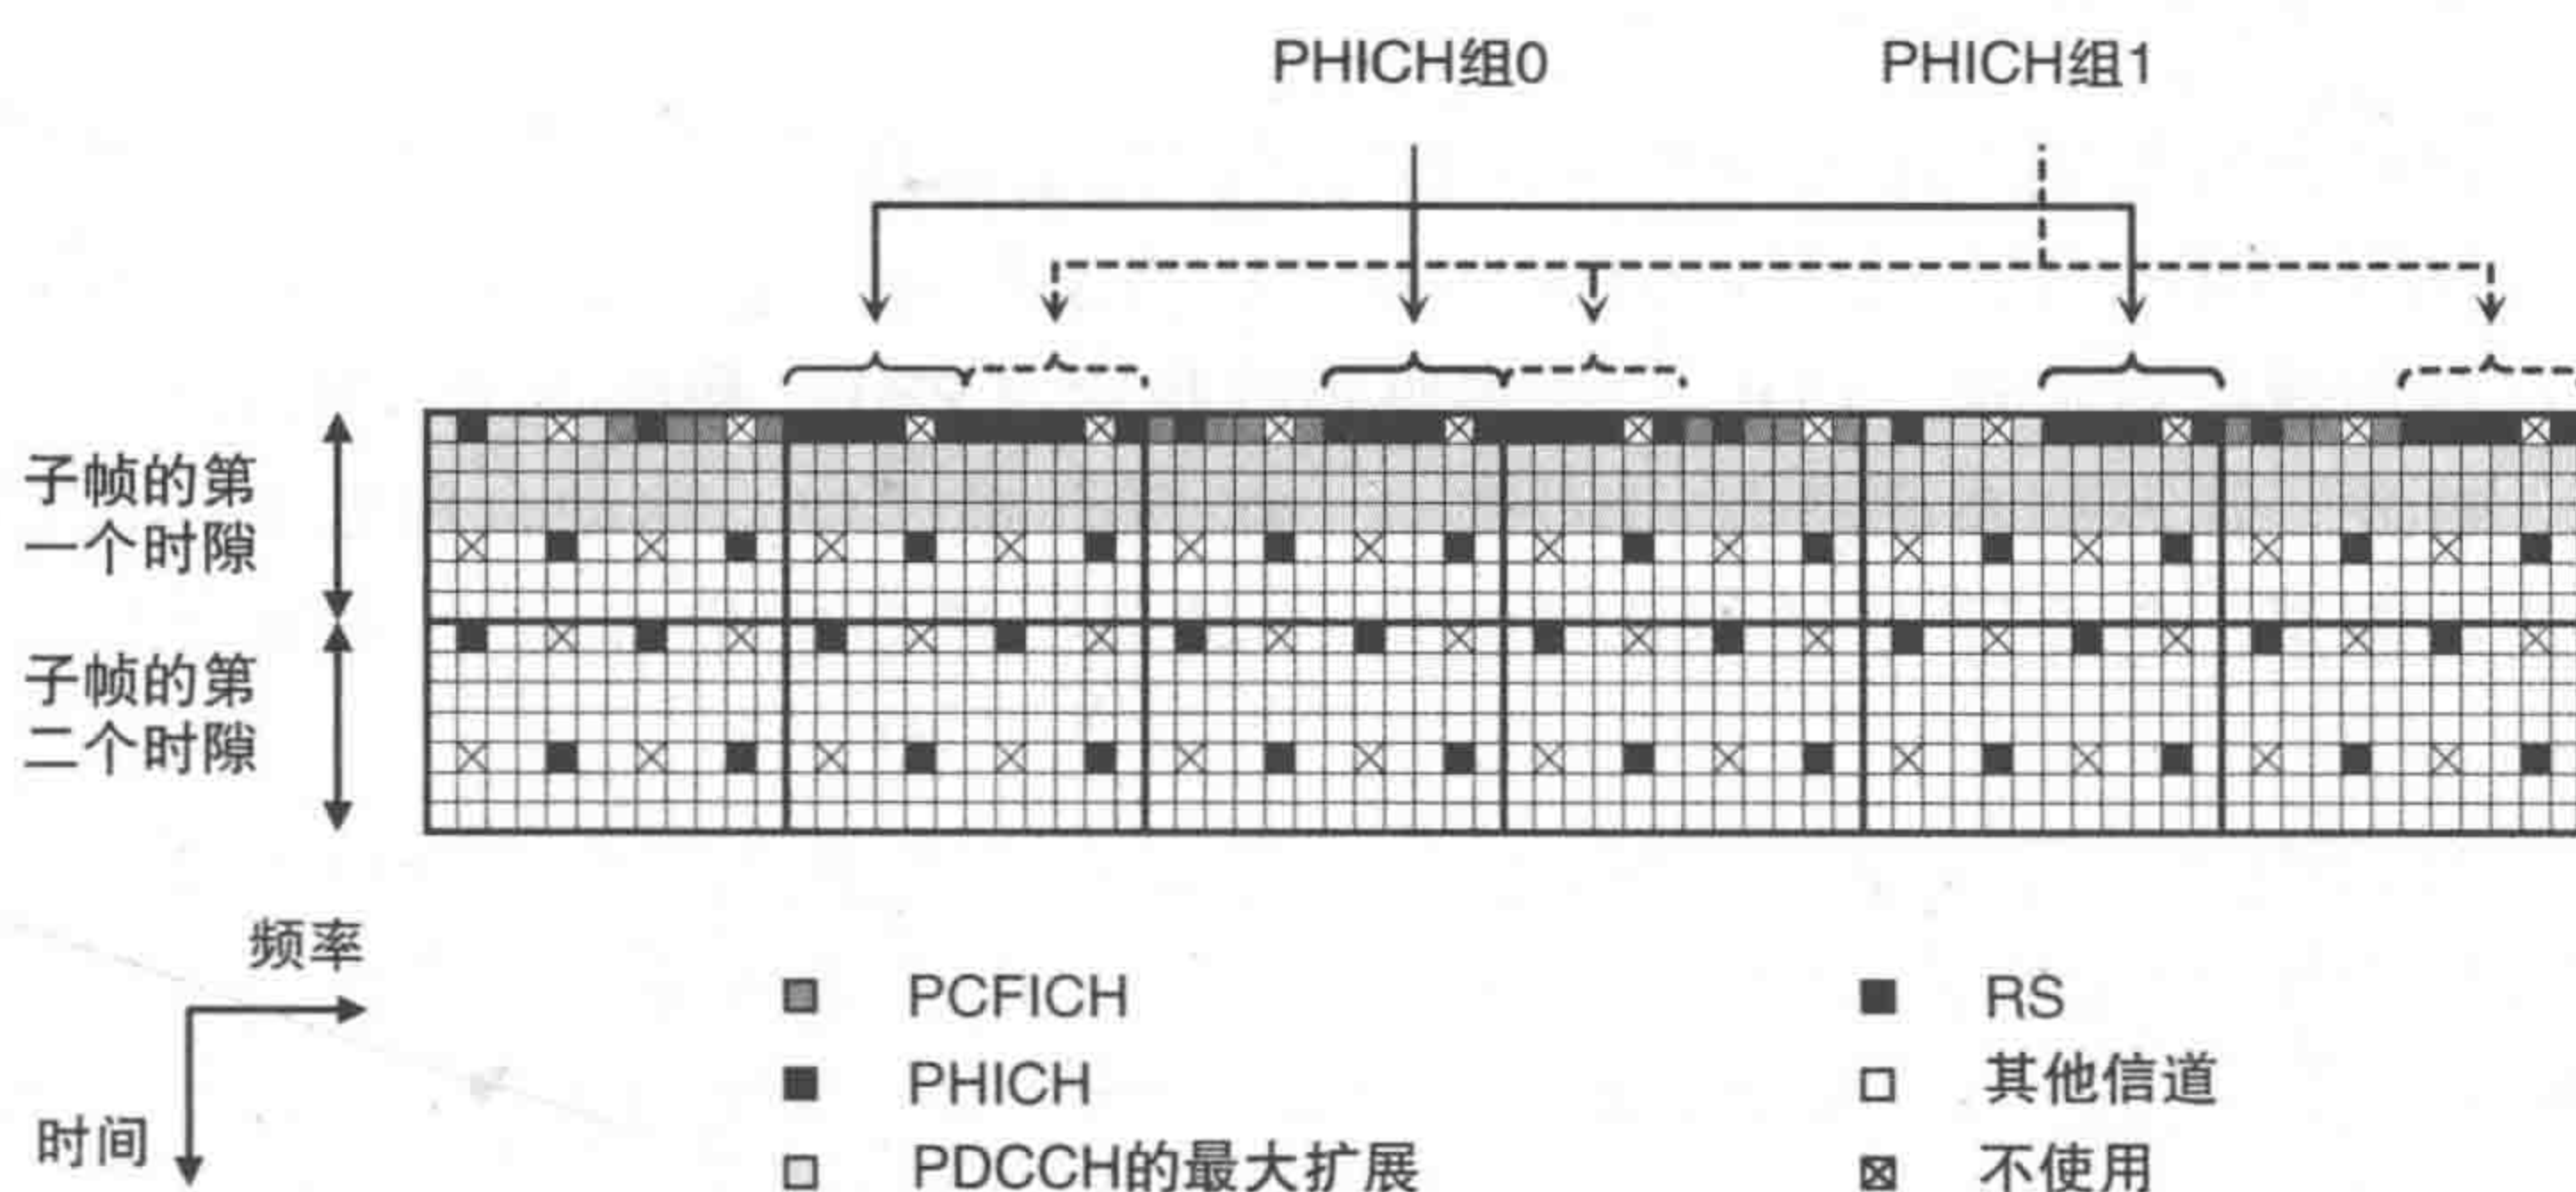 PHICH组0
PHICH组1
子帧的第
一个时隙
子帧的第
二个时隙
频率
时间
PCFICH
PHICH
PDCCH的最大扩展
RS
其他信道
不使用